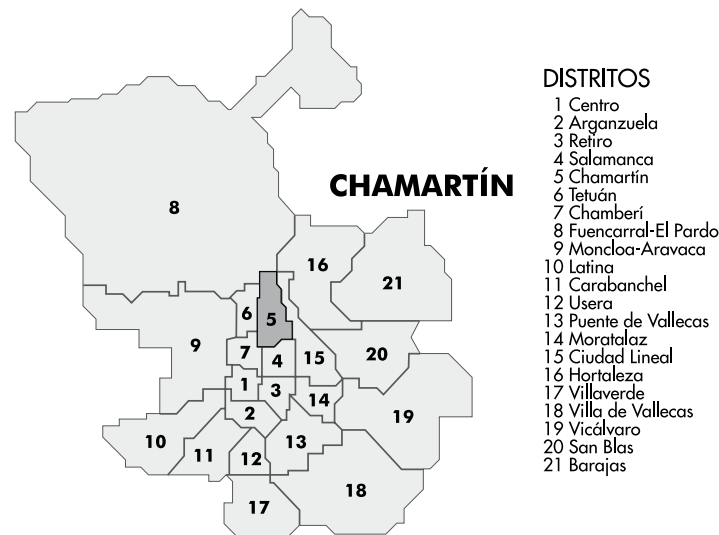 CHAMARTÍN
DISTRITOS
1 Centro
2 Arganzuela
3 Retiro
4 Salamanca
5 Chamartín
6 Tetuán
7 Chamberí
8 Fuencarral-El Pardo
9 Moncloa-Aravaca
10 Latina
11 Carabanchel
12 Usera
13 Puente de Vallecas
14 Moratalaz
15 Ciudad Lineal
16 Hortaleza
17 Villaverde
18 Villa de Vallecas
19 Vicálvaro
20 San Blas
21 Barajas
8
16
21
6
5
9
7
4
15
20
1
3
14
2
19
10
11
12
13
18
17